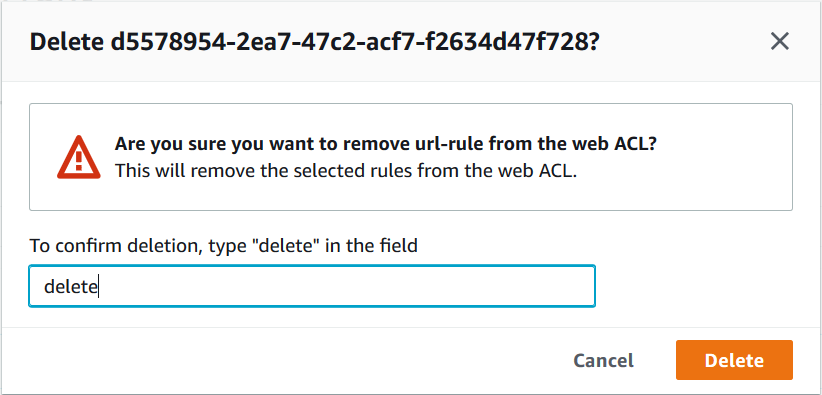 Delete d5578954-2ea7-47c2-acf7-f2634d47f728?
Are you sure you want to remove url-rule from the web ACL?
This will remove the selected rules from the web ACL.
To confirm deletion, type "delete" in the field
delete
Cancel
Delete